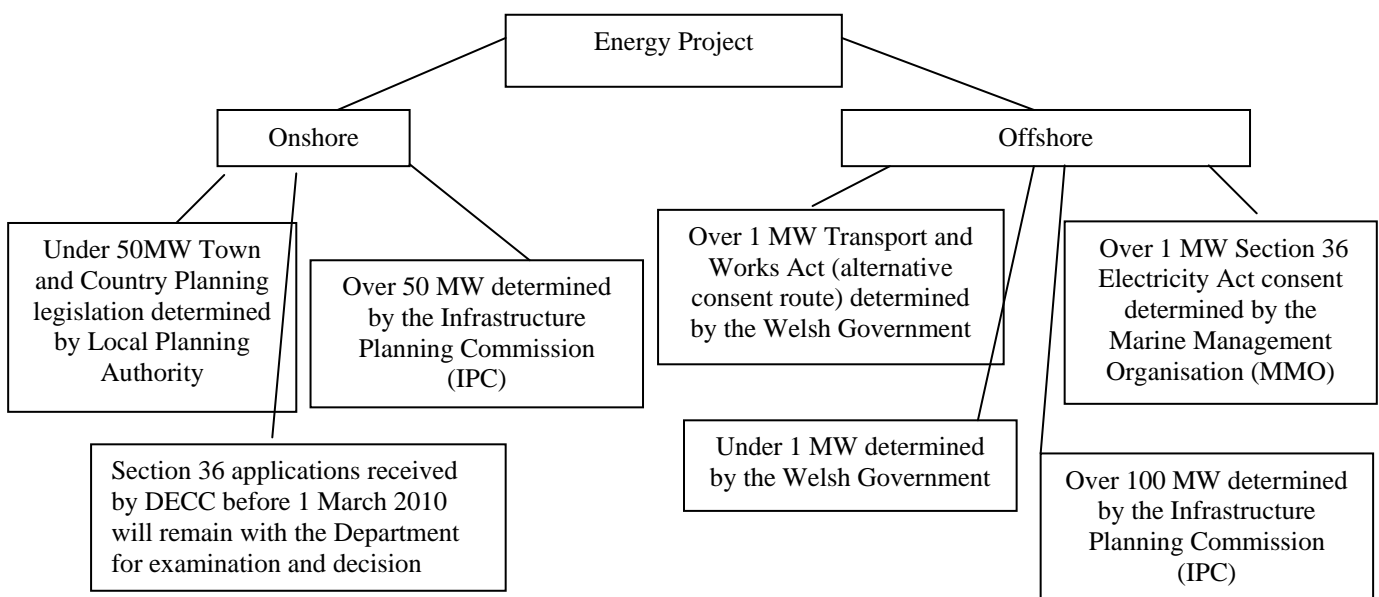 Energy Project
Onshore
Offshore
Under 50MW Town
and Country Planning
legislation determined
by Local Planning
Authority
Over 50 MW determined
by the Infrastructure
Planning Commission
(IPC)
Over 1 MW Transport and
Works Act (alternative
consent route) determined
by the Welsh Government
Over 1 MW Section 36
Electricity Act consent
determined by the
Marine Management
Organisation (MMO)
Section 36 applications received
by DECC before 1 March 2010
will remain with the Department
for examination and decision
Under 1 MW determined
by the Welsh Government
Over 100 MW determined
by the Infrastructure
Planning Commission
(IPC)